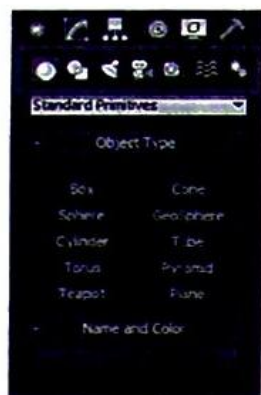 Standard Primitives
Object Type
Box Cone
Sphere GeoSphere
Cylinder Tube
Torus Pyramid
Teapot Plane
Name and Color